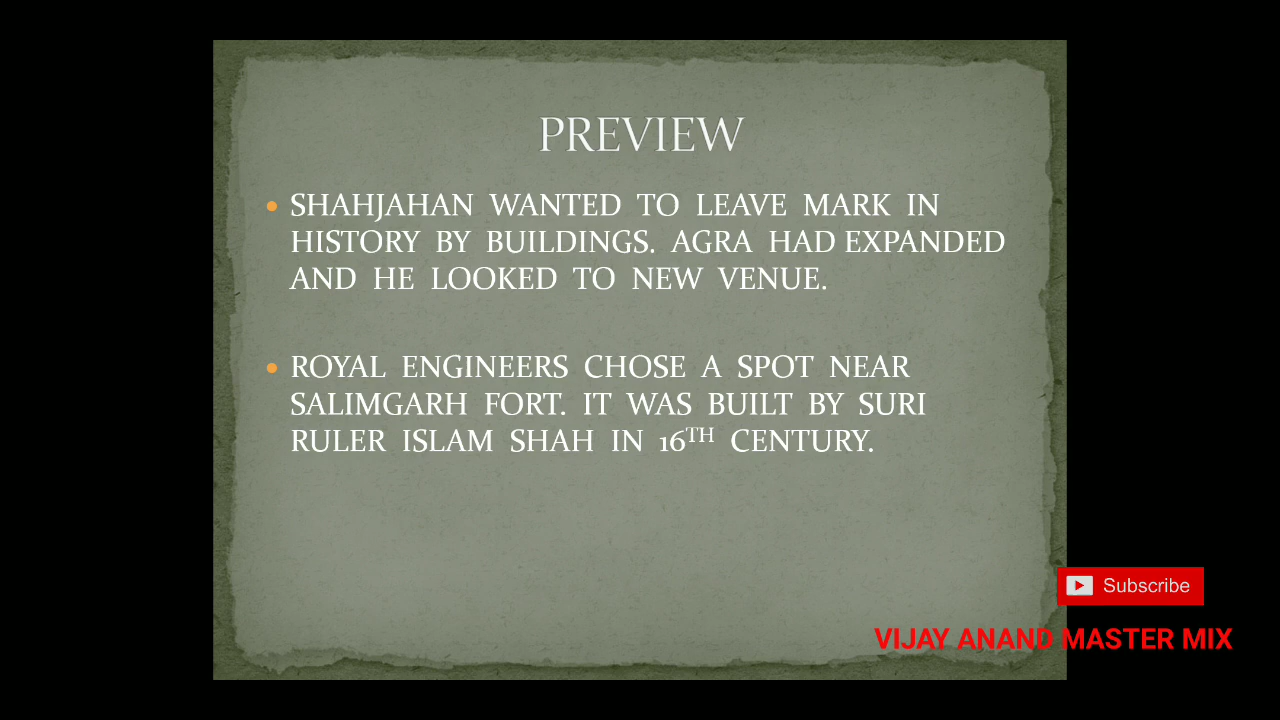 PREVIEW
• SHAHJAHAN WANTED TO LEAVE MARK IN
HISTORY BY BUILDINGS. AGRA HAD EXPANDED
AND HE LOOKED TO NEW VENUE.
• ROYAL ENGINEERS CHOSE A SPOT NEAR
SALIMGARH FORT. IT WAS BUILT BY SURI
RULER ISLAM SHAH IN 16TH CENTURY.
Subscribe
VIJAY ANAND MASTER MIX